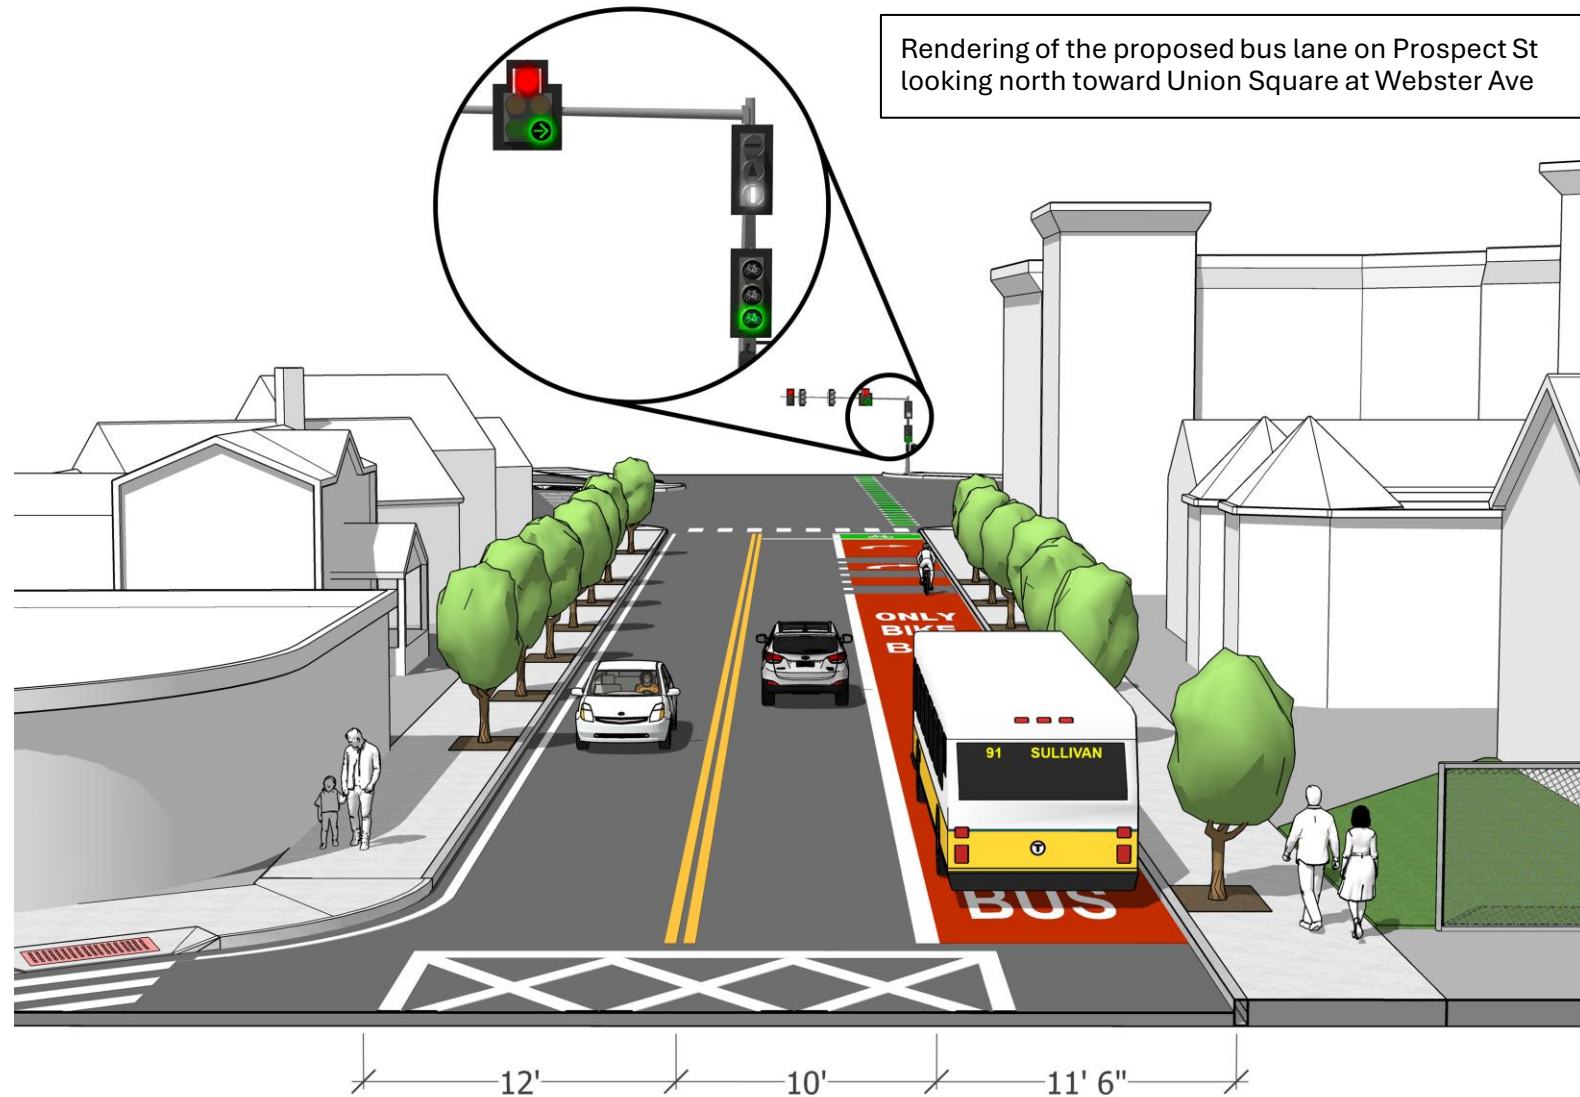 Rendering of the proposed bus lane on Prospect St
looking north toward Union Square at Webster Ave
ONLY
BIKE
91 SULLIVAN
T
BUS
12'
10'
11' 6"